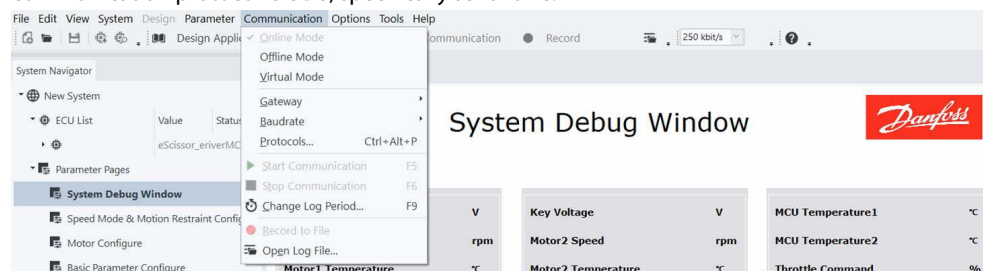 File Edit View System Design Parameter Communication Options Tools Help
Design Applic
ommunication
Record
250 kbit/s
Online Mode
Offline Mode
Virtual Mode
Gateway
Baudrate
Protocols... Ctrl+Alt+P
Start Communication F5
Stop Communication F6
Change Log Period... F9
Record to File
Open Log File...
System Navigator
New System
ECU List Value Status
eScissor_eriverMC
Parameter Pages
System Debug Window
Speed Mode & Motion Restraint Config
Motor Configure
Basic Parameter Configure
System Debug Window
Danfoss
V Key Voltage V MCU Temperature1 ℃
rpm Motor2 Speed rpm MCU Temperature2 ℃
Motor1 Temperature ℃ Motor2 Temperature ℃ Throttle Command %